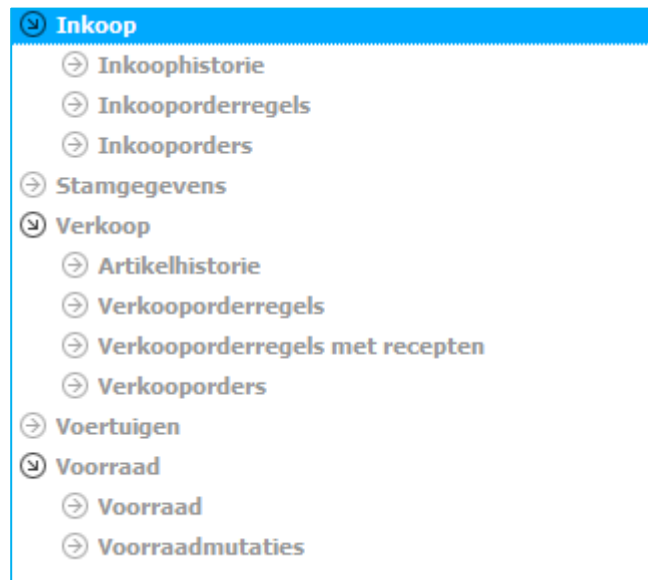 Inkoop
Inkoophistorie
Inkooporderregels
Inkooporders
Stamgegevens
Verkoop
Artikelhistorie
Verkooporderregels
Verkooporderregels met recepten
Verkooporders
Voertuigen
Voorraad
Voorraad
Voorraadmutaties